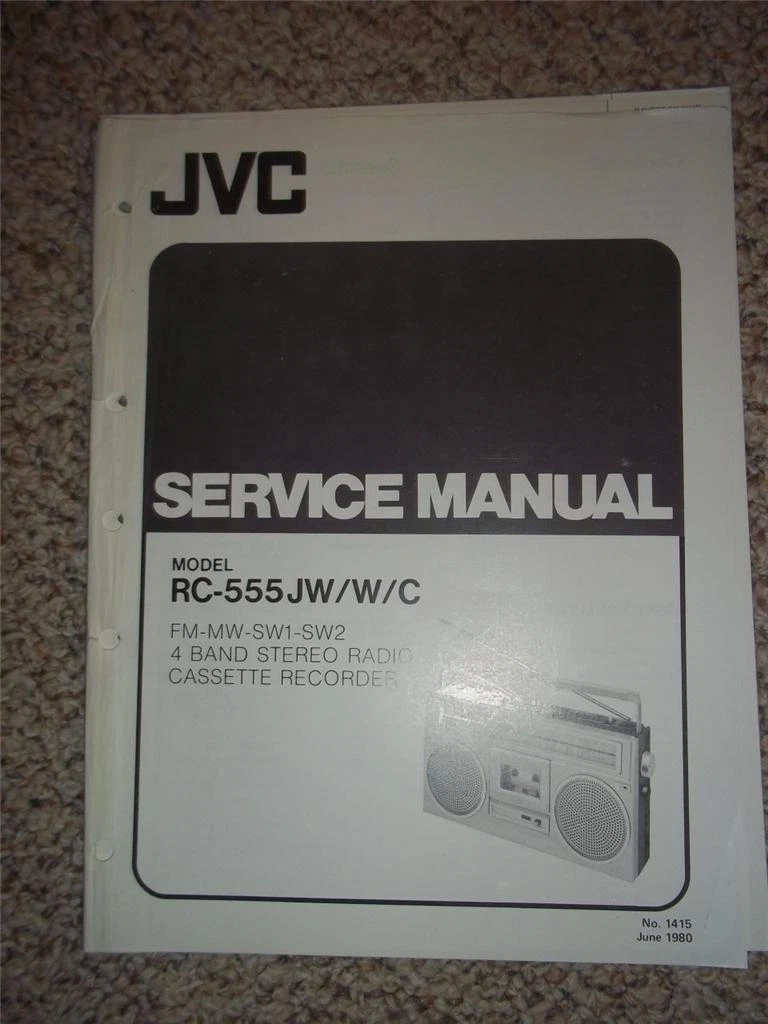 JVC
SERVICE MANUAL
MODEL
RC-555JW/W/C
FM-MW-SW1-SW2
4 BAND STEREO RADIO
CASSETTE RECORDER
No. 1415
June 1980